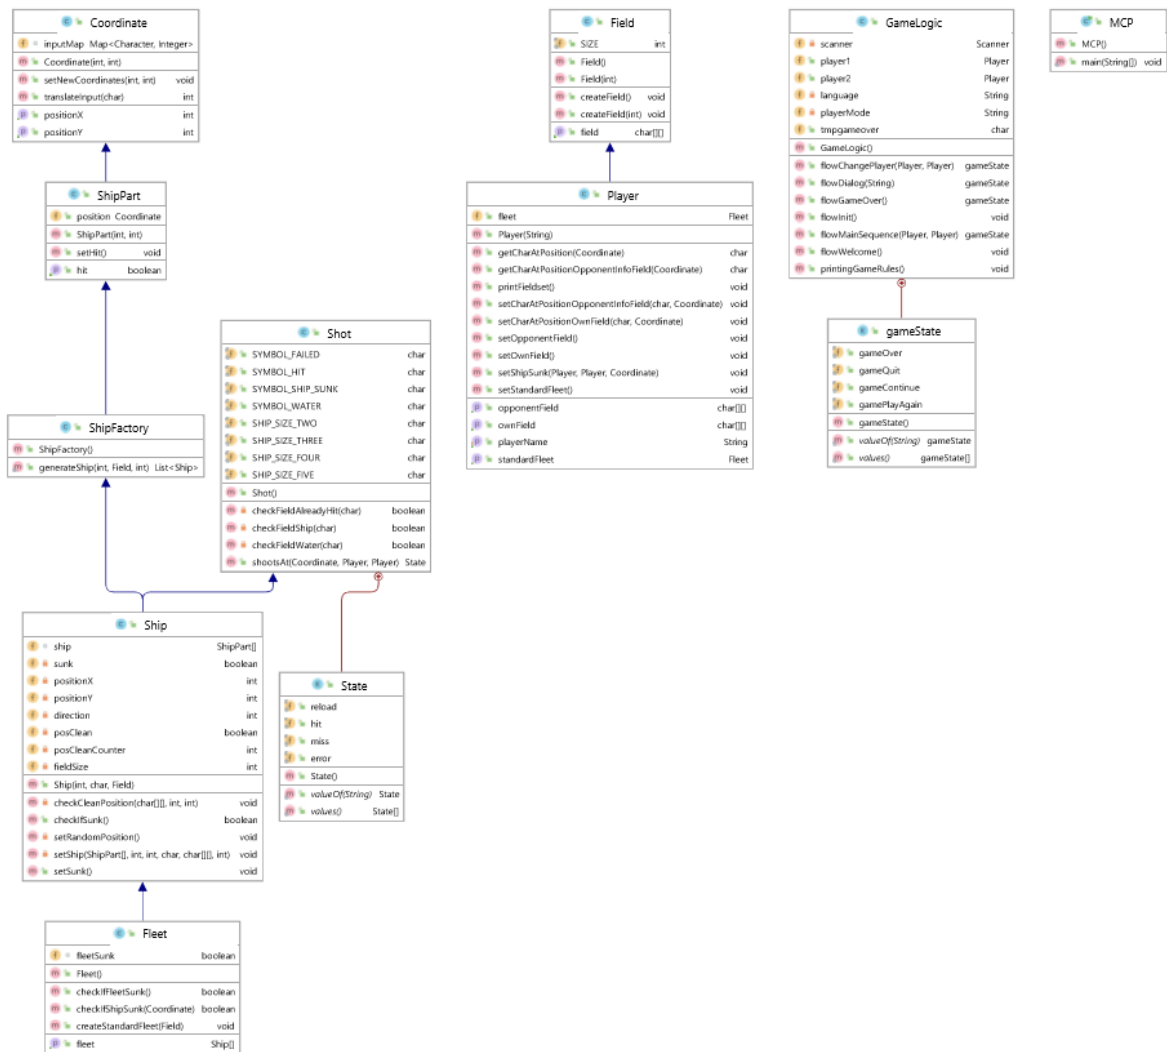 Coordinate
inputMap Map<Character, Integer>
Coordinate(int, int)
setNewCoordinates(int, int) void
translateInput(char) int
positionX int
positionY int
ShipPart
position Coordinate
ShipPart(int, int)
setHit() void
hit boolean
ShipFactory
ShipFactory()
generateShip(int, Field, int) List<Ship>
Shot
SYMBOL_FAILED char
SYMBOL_HIT char
SYMBOL_SHIP_SUNK char
SYMBOL_WATER char
SHIP_SIZE_TWO char
SHIP_SIZE_THREE char
SHIP_SIZE_FOUR char
SHIP_SIZE_FIVE char
Shot()
checkFieldAlreadyHit(char) boolean
checkFieldShip(char) boolean
checkFieldWater(char) boolean
shootsAt(Coordinate, Player, Player) State
Ship
ship ShipPart[]
sunk boolean
positionX int
positionY int
direction int
posClean boolean
posCleanCounter int
fieldSize int
Ship(int, char, Field)
checkCleanPosition(char[][], int, int) void
checkIfSunk() boolean
setRandomPosition() void
setShip(ShipPart[], int, int, char, char[][], int) void
setSunk() void
State
reload
hit
miss
error
State()
valueOf(String) State
values() State[]
Fleet
fleetSunk boolean
Fleet()
checkIfFleetSunk() boolean
checkIfShipSunk(Coordinate) boolean
createStandardFleet(Field) void
fleet Ship[]
Field
SIZE int
Field()
Field(int)
createField() void
createField(int) void
field char[][]
Player
fleet Fleet
Player(String)
getCharAtPosition(Coordinate) char
getCharAtPositionOpponentInfoField(Coordinate) char
printFieldset() void
setCharAtPositionOpponentInfoField(char, Coordinate) void
setCharAtPositionOwnField(char, Coordinate) void
setOpponentField() void
setOwnField() void
setShipSunk(Player, Player, Coordinate) void
setStandardFleet() void
opponentField char[][]
ownField char[][]
playerName String
standardFleet Fleet
GameLogic
scanner Scanner
player1 Player
player2 Player
language String
playerMode String
tmpgameover char
GameLogic()
flowChangePlayer(Player, Player) gameState
flowDialog(String) gameState
flowGameOver() gameState
flowInit() void
flowMainSequence(Player, Player) gameState
flowWelcome() void
printingGameRules() void
gameState
gameOver
gameQuit
gameContinue
gamePlayAgain
gameState()
valueOf(String) gameState
values() gameState[]
MCP
MCP()
main(String[]) void